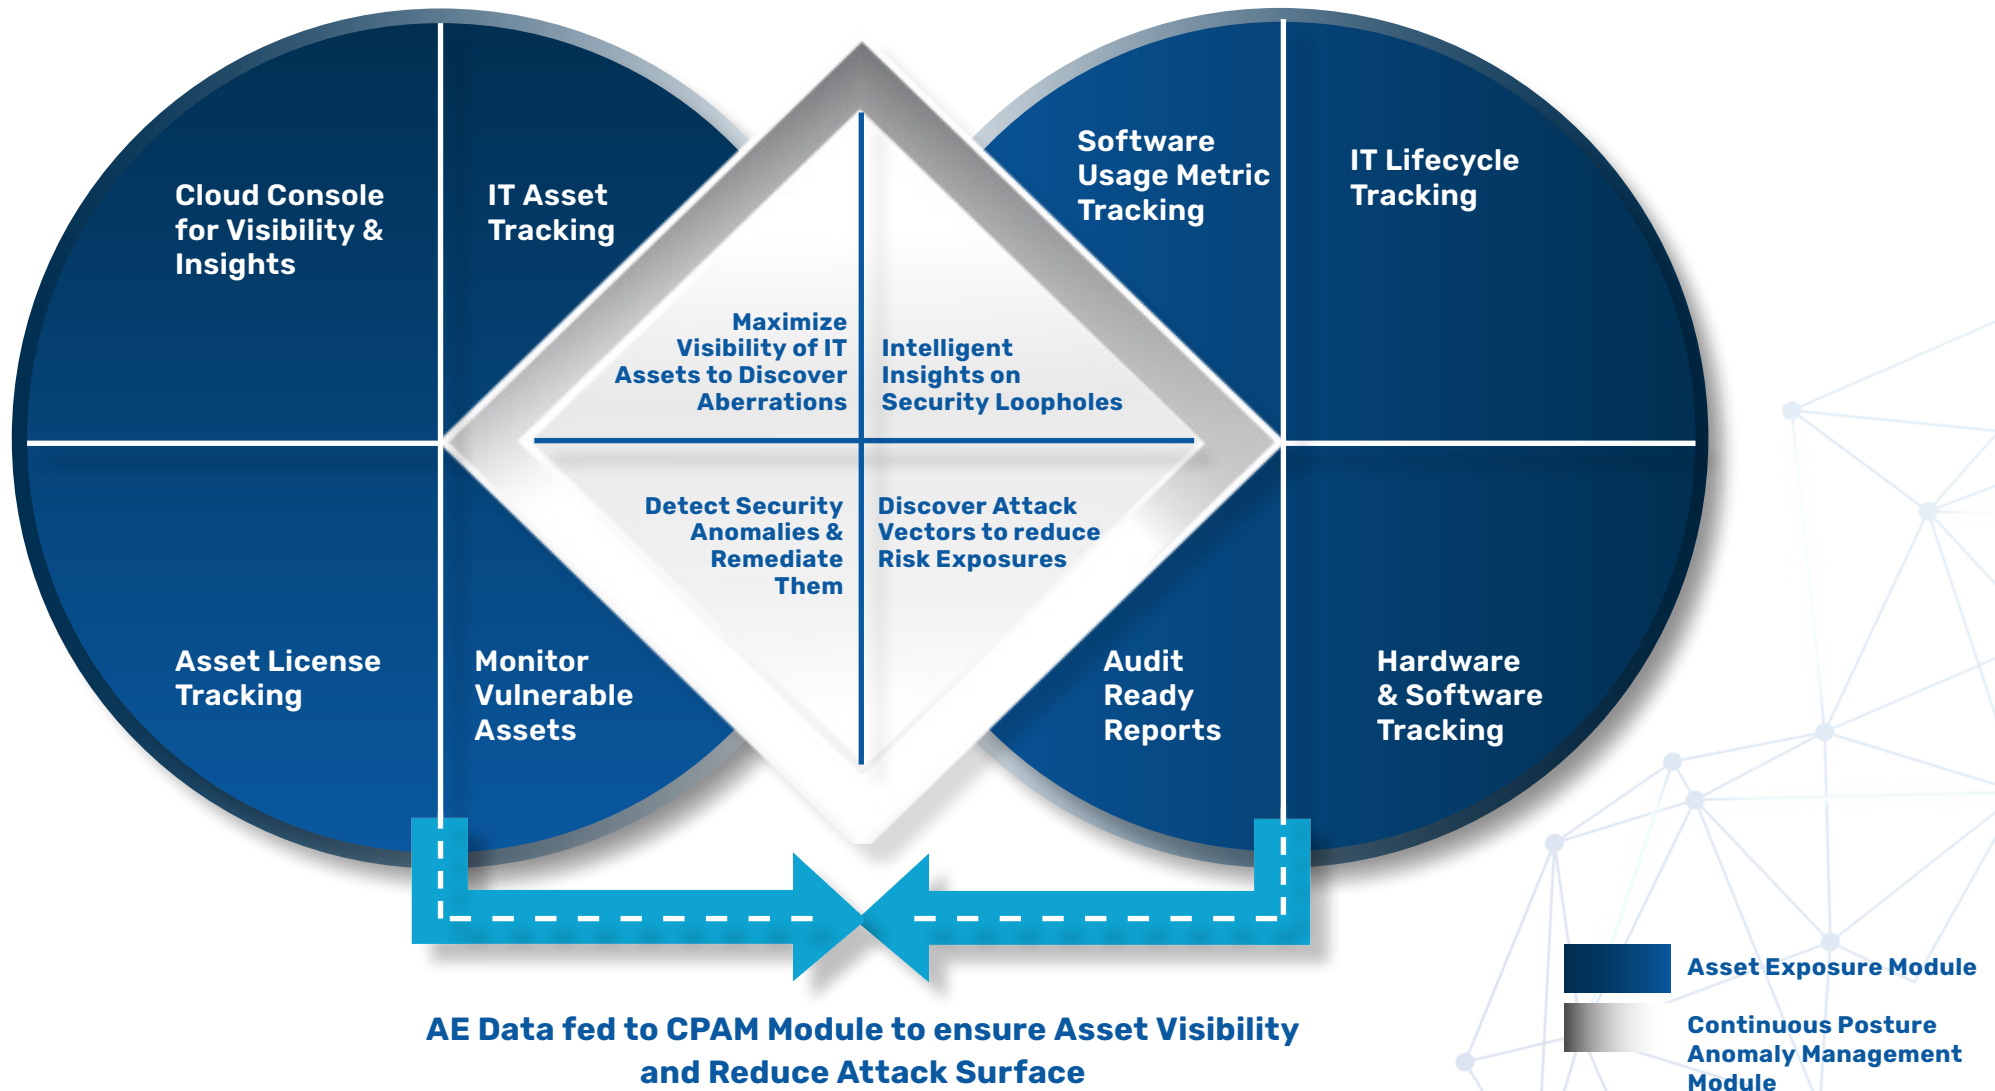 Cloud Console
for Visibility &
Insights
IT Asset
Tracking
Asset License
Tracking
Monitor
Vulnerable
Assets
Maximize
Visibility of IT
Assets to Discover
Aberrations
Intelligent
Insights on
Security Loopholes
Detect Security
Anomalies &
Remediate
Them
Discover Attack
Vectors to reduce
Risk Exposures
Software
Usage Metric
Tracking
IT Lifecycle
Tracking
Audit
Ready
Reports
Hardware
& Software
Tracking
AE Data fed to CPAM Module to ensure Asset Visibility
and Reduce Attack Surface
Asset Exposure Module
Continuous Posture
Anomaly Management
Module